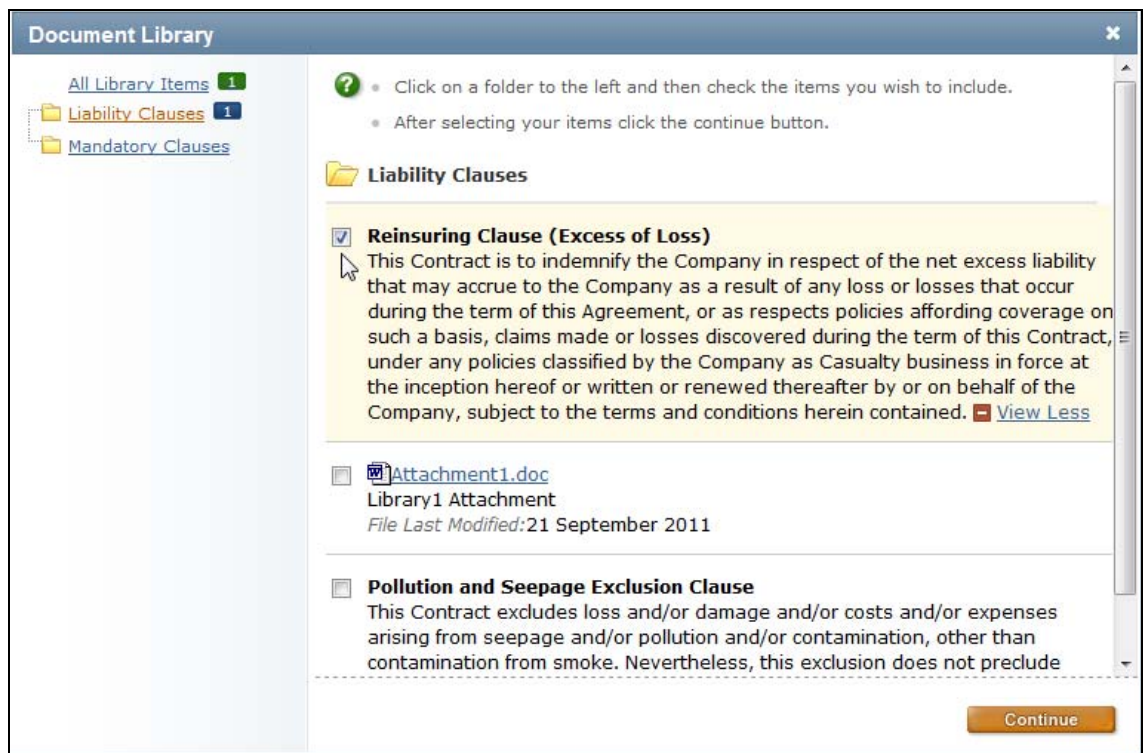 Document Library
All Library Items 1
Liability Clauses 1
Mandatory Clauses
Click on a folder to the left and then check the items you wish to include.
After selecting your items click the continue button.
Liability Clauses
Reinsuring Clause (Excess of Loss)
This Contract is to indemnify the Company in respect of the net excess liability
that may accrue to the Company as a result of any loss or losses that occur
during the term of this Agreement, or as respects policies affording coverage on
such a basis, claims made or losses discovered during the term of this Contract,
under any policies classified by the Company as Casualty business in force at
the inception hereof or written or renewed thereafter by or on behalf of the
Company, subject to the terms and conditions herein contained. View Less
Attachment1.doc
Library1 Attachment
File Last Modified:21 September 2011
Pollution and Seepage Exclusion Clause
This Contract excludes loss and/or damage and/or costs and/or expenses
arising from seepage and/or pollution and/or contamination, other than
contamination from smoke. Nevertheless, this exclusion does not preclude
Continue